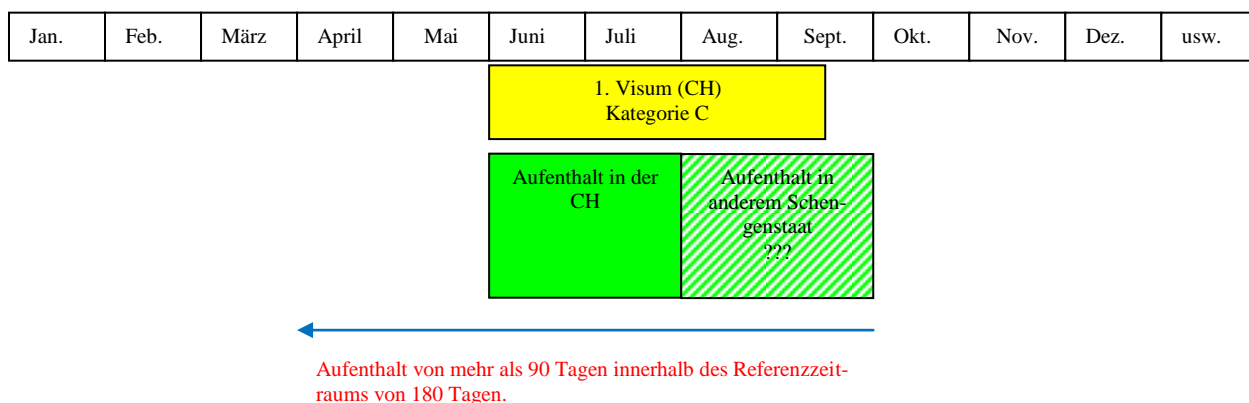 Jan. Feb. März April Mai Juni Juli Aug. Sept. Okt. Nov. Dez. usw.
1. Visum (CH)
Kategorie C
Aufenthalt in der
CH
Aufenthalt in
anderem Schen-
genstaat
???
Aufenthalt von mehr als 90 Tagen innerhalb des Referenzzeit-
raums von 180 Tagen.